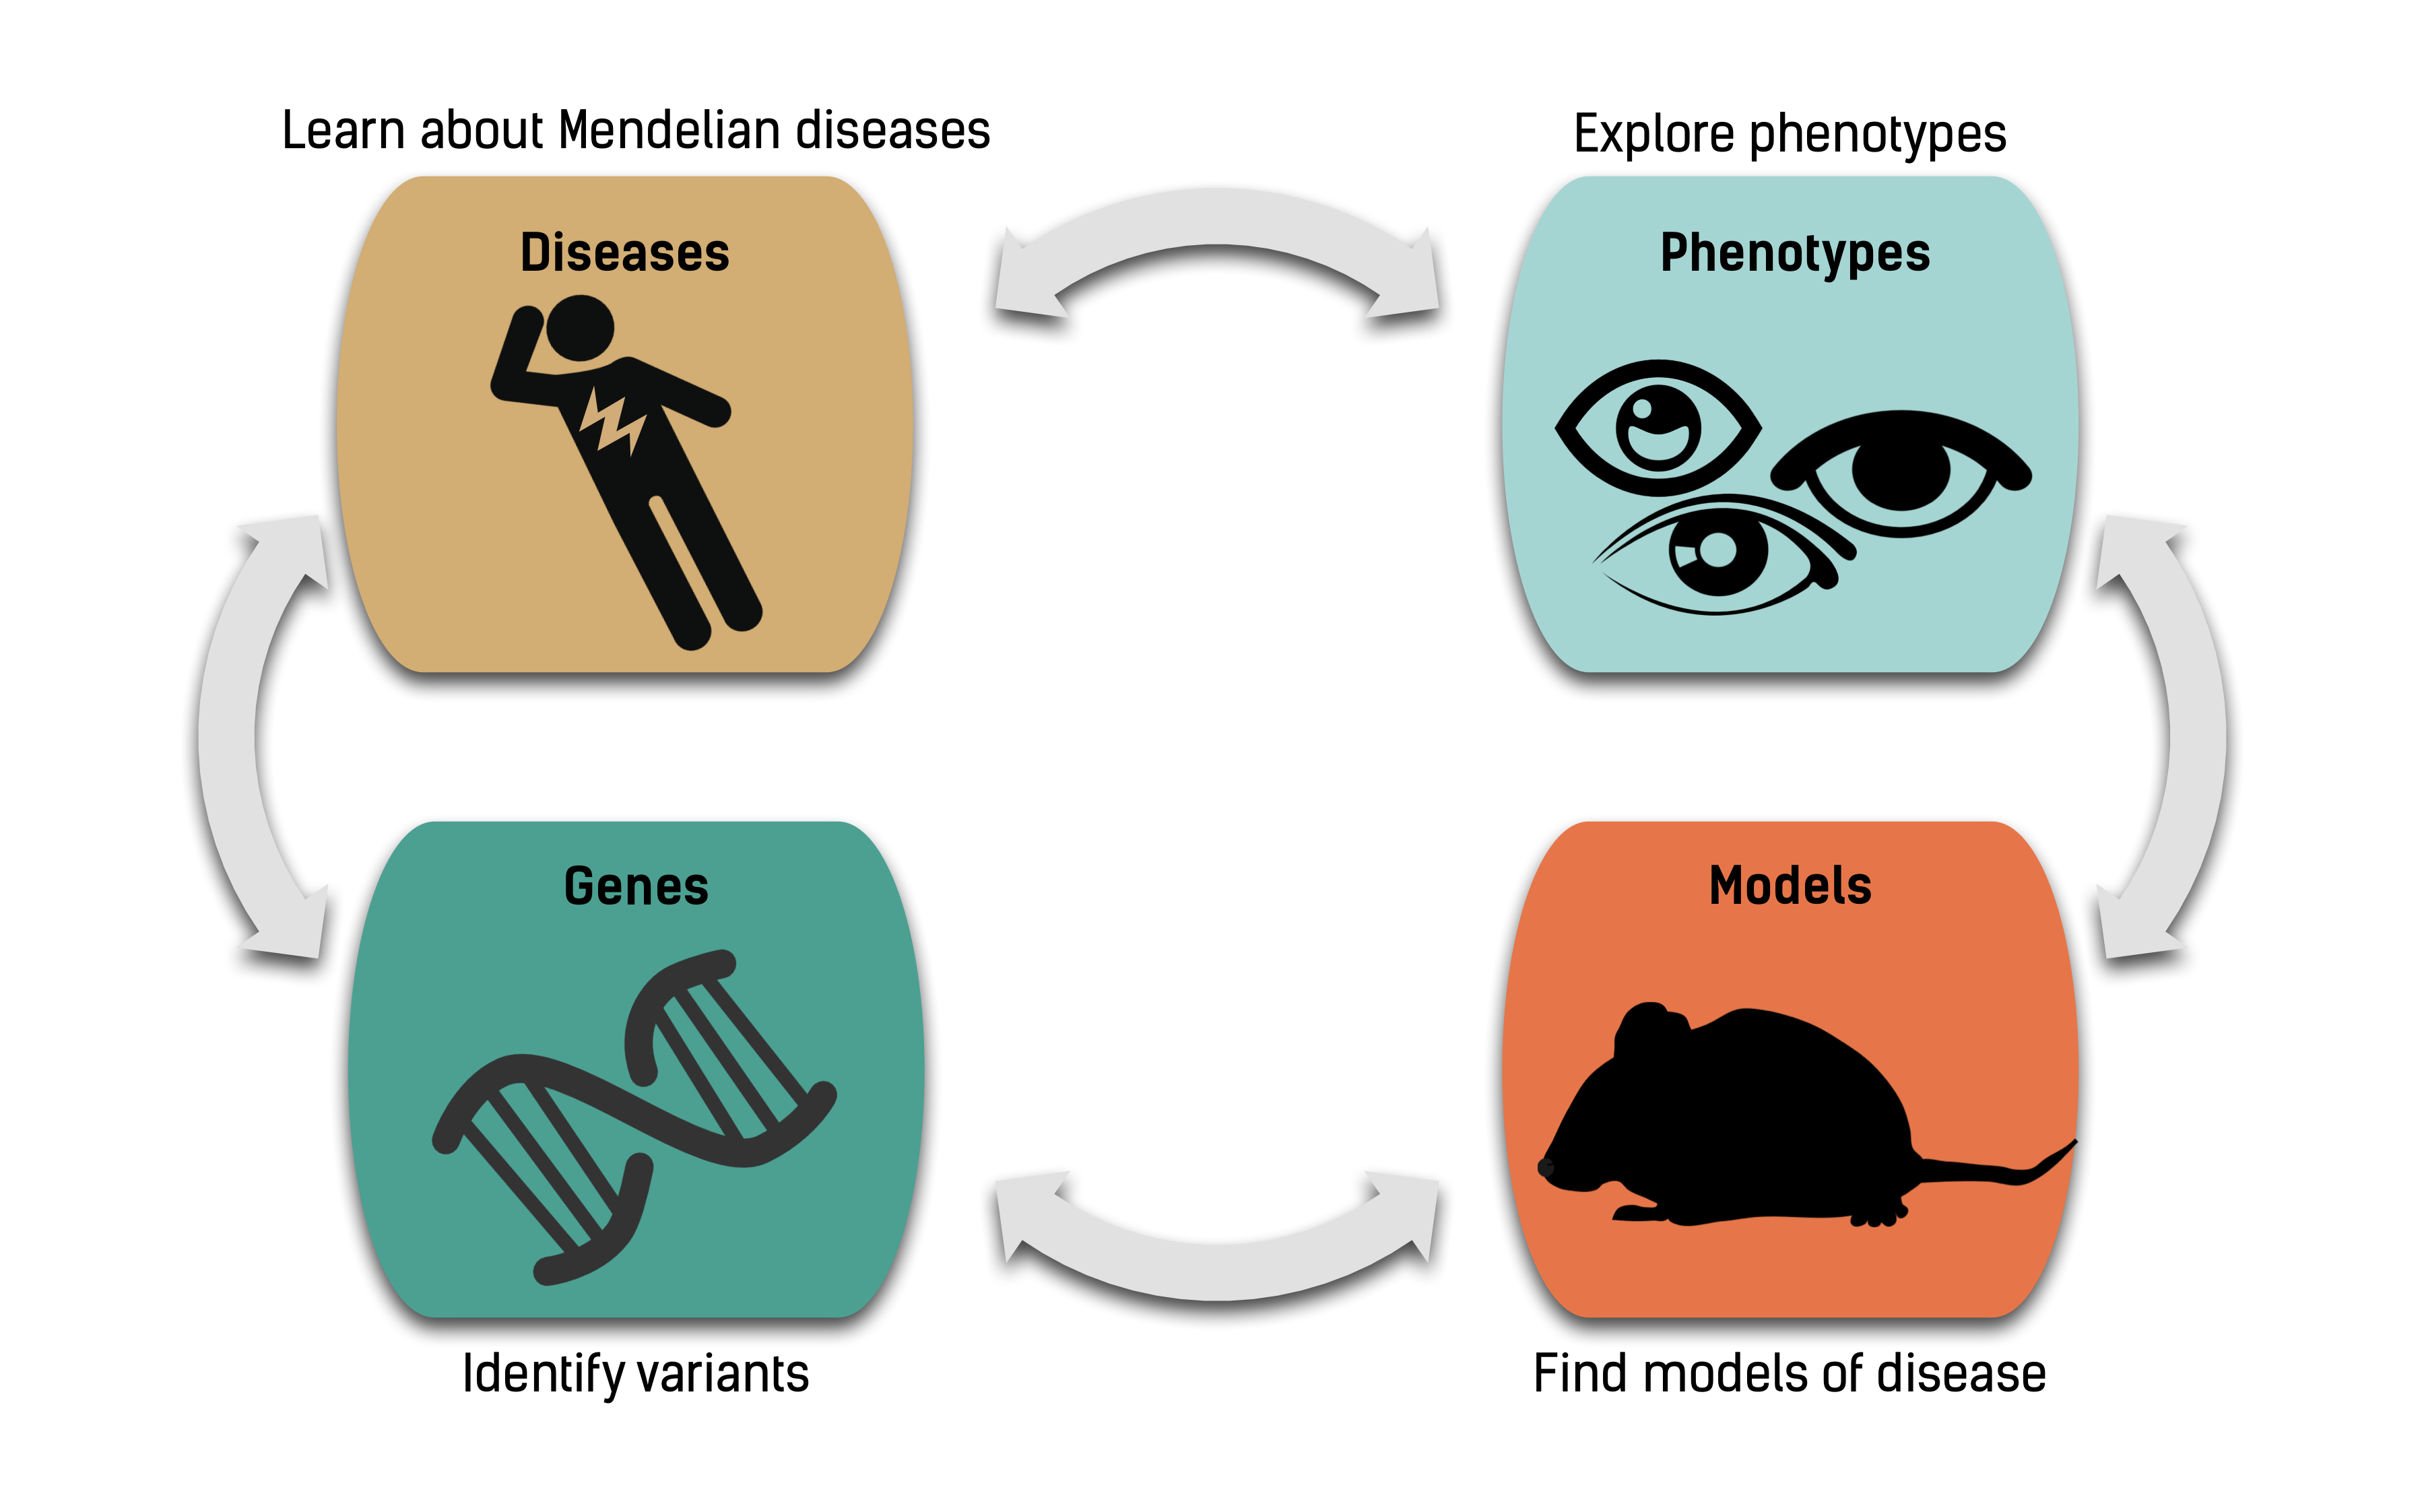 Learn about Mendelian diseases
Explore phenotypes
Diseases
Phenotypes
Genes
Models
Identify variants
Find models of disease